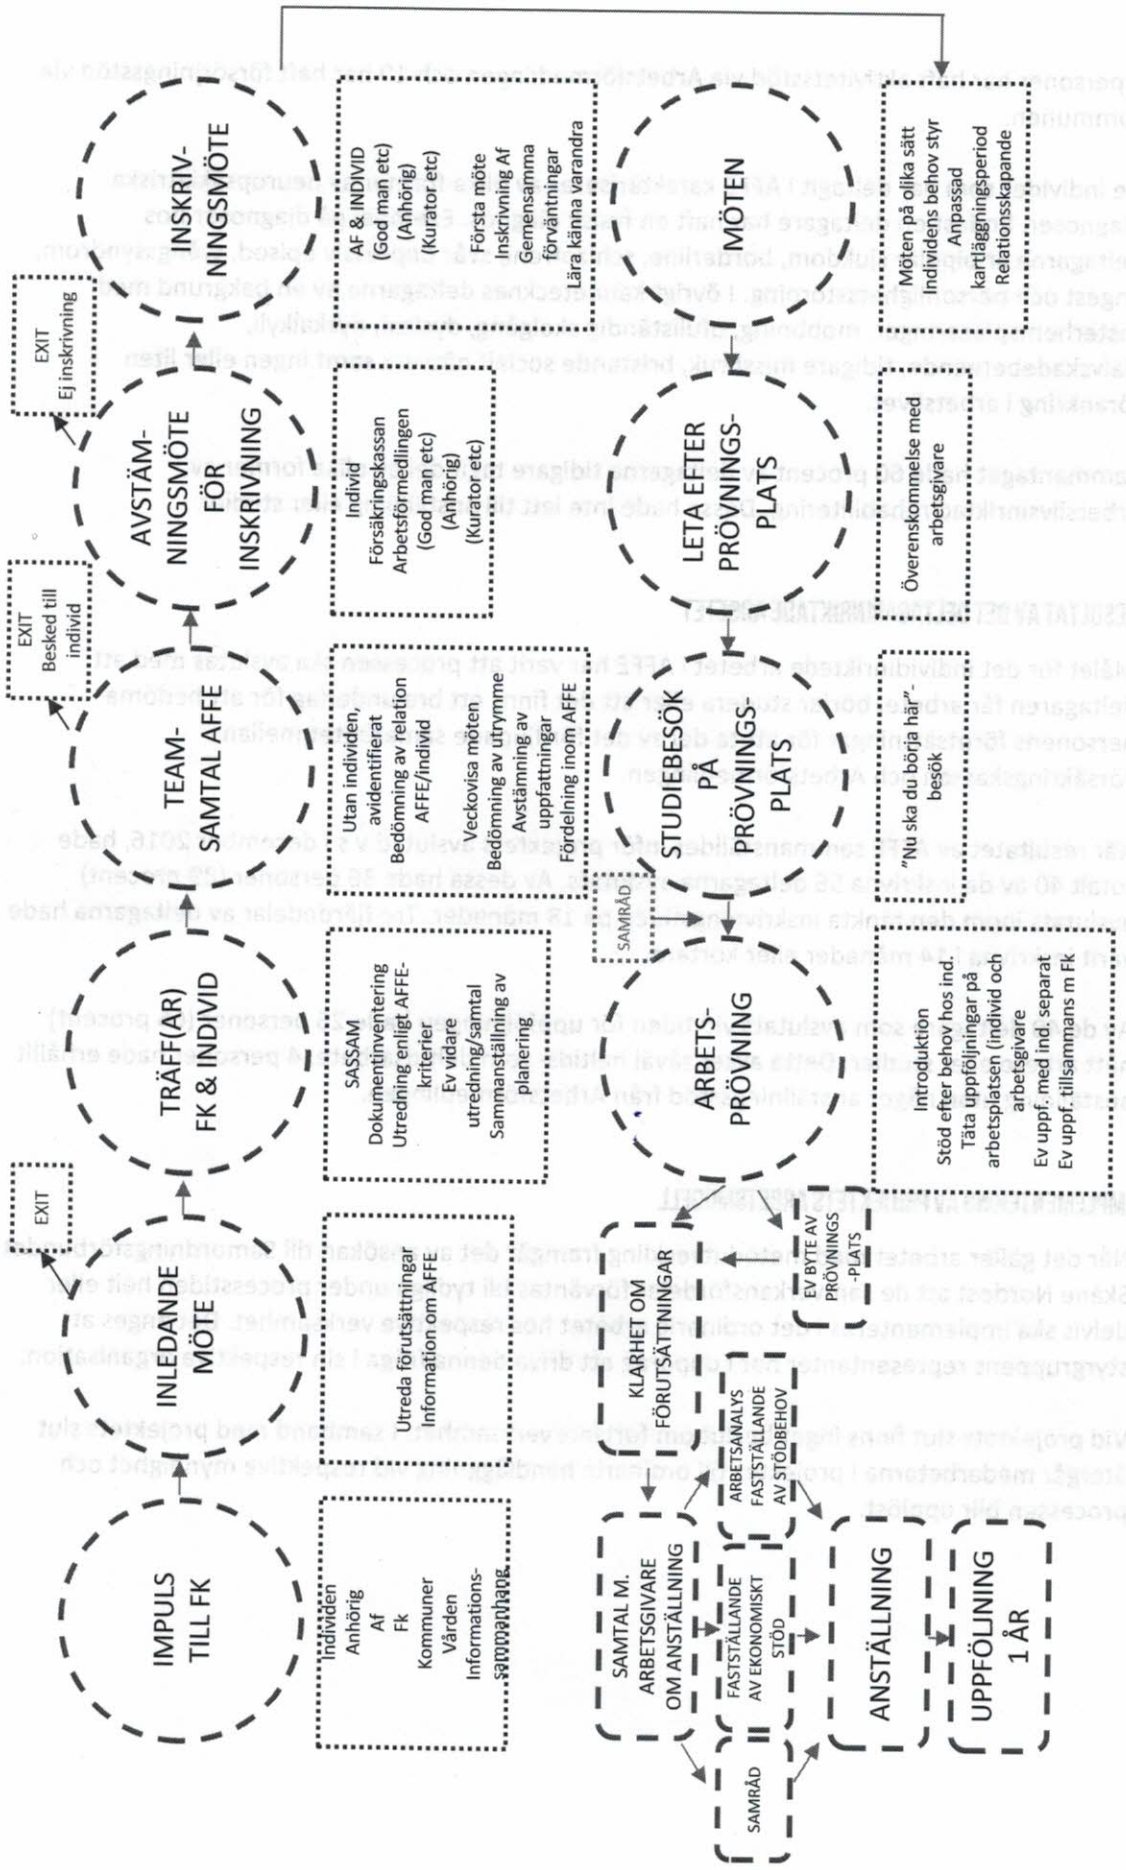 IMPULS
TILL FK
INLEDANDE
MÖTE
TRÄFF(AR)
FK & INDIVID
TEAM-
SAMTAL AFFE
AVSTÄM-
NINGSMÖTE
FÖR
INSKRIVNING
INSKRIV-
NINGSMÖTE
EXIT
EXIT
Besked till
individ
EXIT
Ej inskrivning
Individen
Anhörig
Af
Fk
Kommuner
Vården
Informations-
sammanhang
Utreda förutsättningar
Information om AFFE
SASSAM
Dokumentinventering
Utredning enligt AFFE-
kriterier
Ev vidare
utredning/samtal
Samanställning av
planering
Utan individen,
avidentifierat
Bedömning av relation
AFFE/individ
Veckovisa möten
Bedömning av utrymme
Avstämning av
uppfattningar
Fördelning inom AFFE
Individ
Försäkringskassan
Arbetsförmedlingen
(God man, etc)
(Anhörig)
(Kurator etc)
AF & INDIVID
(God man etc)
(Anhörig)
(Kurator etc)
Första möte
Inskrivning Af
Gemensamma
förväntningar
Lära känna varandra
MÖTEN
LETA EFTER
PRÖVNINGS-
PLATS
STUDIEBESÖK
PÅ
PRÖVNINGS-
PLATS
SAMRÅD
ARBETS-
PRÖVNING
Möten på olika sätt
Individens behov styr
Anpassad
kartläggningsperiod
Relationsskapande
Överenskommelse med
arbetsgivare
"Nu ska du börja här"-
besök
Introduktion
Stöd efter behov hos ind.
Täta uppföljningar på
arbetsplatsen (individ och
arbetsgivare
Ev uppf. med ind separat
Ev uppf. tillsamans m FK
KLARHET OM
FÖRUTSÄTTNINGAR
EV BYTE AV
PRÖVNINGS
-PLATS
SAMTAL M.
ARBETSGIVARE
OM ANSTÄLLNING
ARBETSANALYS
FASTSTÄLLANDE
AV STÖDBEHOV
FASTSTÄLLANDE
AV EKONOMISKT
STÖD
SAMRÅD
ANSTÄLLNING
UPPFÖLJNING
1 ÅR